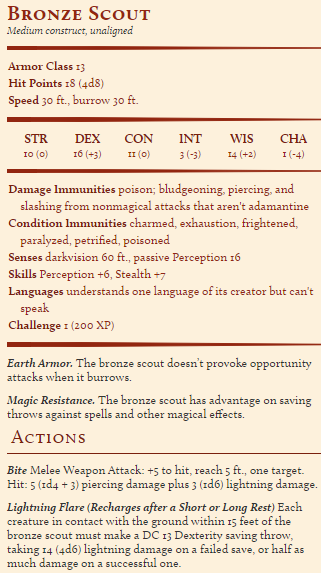 Bronze Scout
Medium construct, unaligned
Armor Class 13
Hit Points 18 (4d8)
Speed 30 ft., burrow 30 ft.
STR DEX CON INT WIS CHA
10 (0) 16 (+3) 11 (0) 3 (-3) 14 (+2) 1 (-4)
Damage Immunities poison; bludgeoning, piercing, and
slashing from nonmagical attacks that aren't adamantine
Condition Immunities charmed, exhaustion, frightened,
paralyzed, petrified, poisoned
Senses darkvision 60 ft., passive Perception 16
Skills Perception +6, Stealth +7
Languages understands one language of its creator but can't
speak
Challenge 1 (200 XP)
Earth Armor. The bronze scout doesn't provoke opportunity
attacks when it burrows.
Magic Resistance. The bronze scout has advantage on saving
throws against spells and other magical effects.
Actions
Bite Melee Weapon Attack: +5 to hit, reach 5 ft., one target.
Hit: 5 (1d4 + 3) piercing damage plus 3 (1d6) lightning damage.
Lightning Flare (Recharges after a Short or Long Rest) Each
creature in contact with the ground within 15 feet of the
bronze scout must make a DC 13 Dexterity saving throw,
taking 14 (4d6) lightning damage on a failed save, or half as
much damage on a successful one.